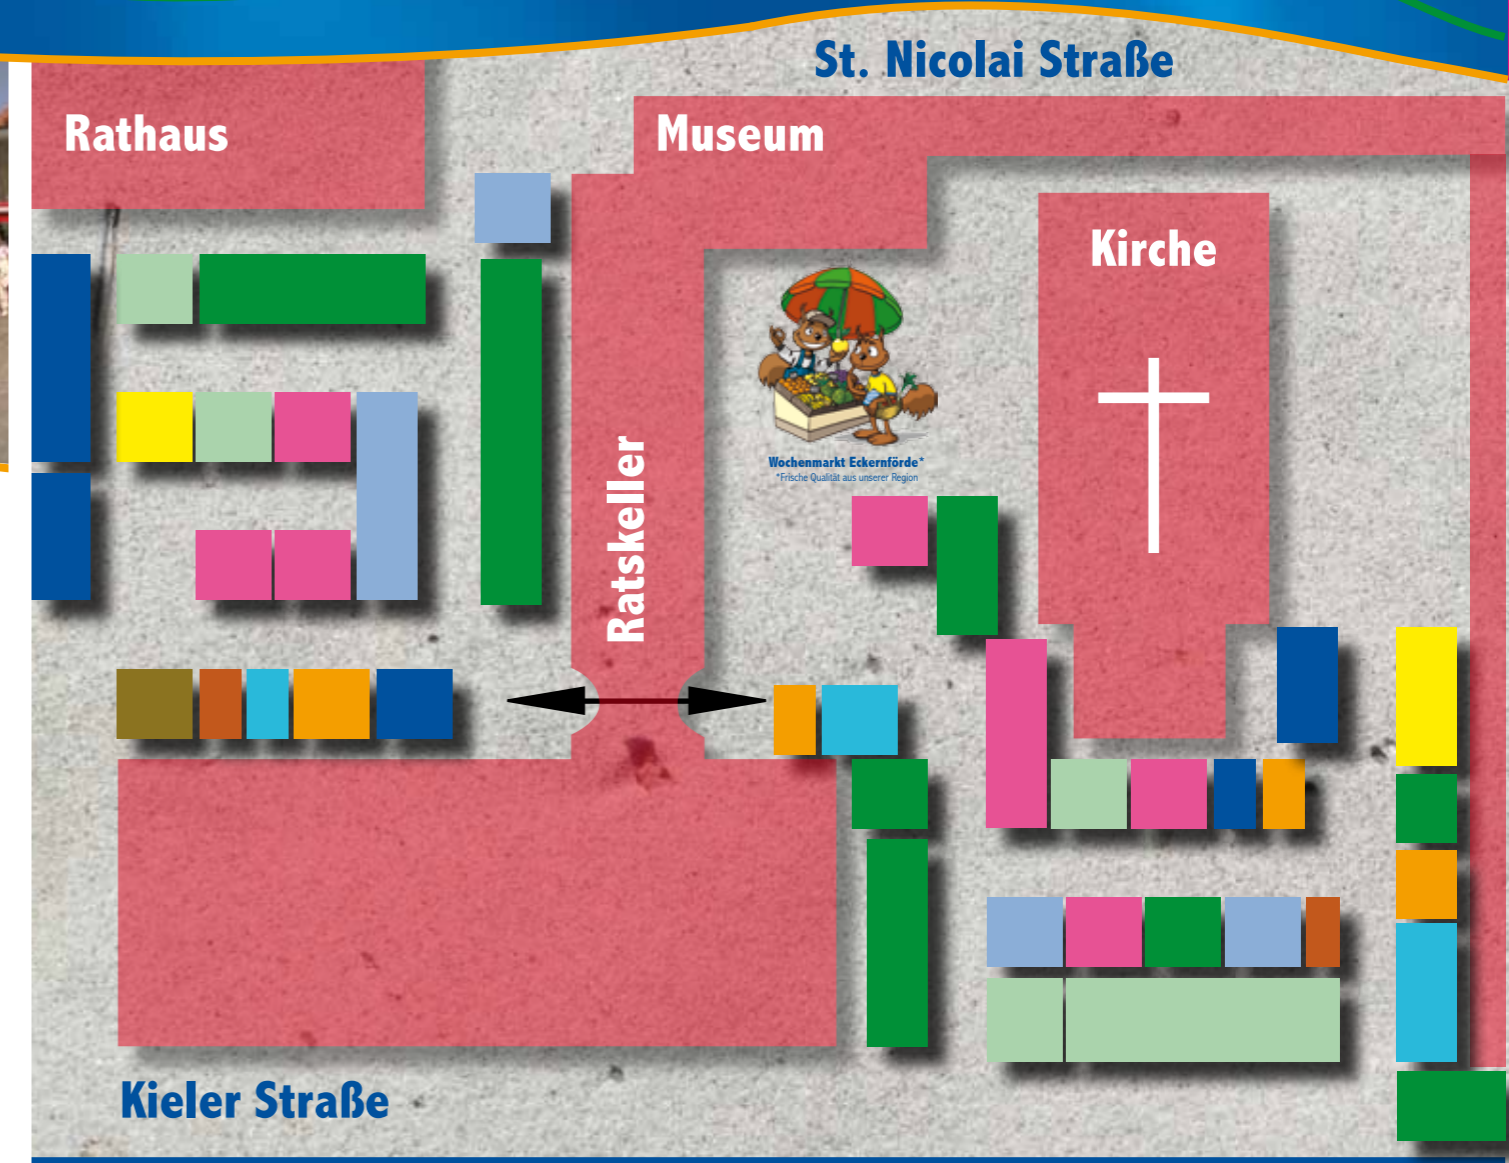 St. Nicolai Straße
Rathaus
Museum
Kirche
Ratskeller
Wochenmarkt Eckernförde*
*Frische Qualität aus unserer Region
Kieler Straße